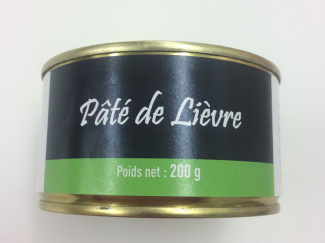 Pâté de Lièvre
Poids net : 200 g